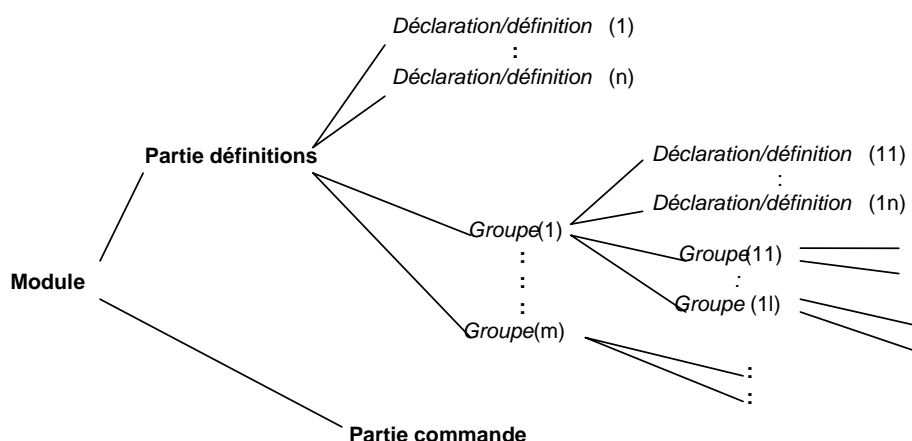 Déclaration/définition (1)
:
Déclaration/définition (n)
Partie définitions
Déclaration/définition (11)
:
Déclaration/définition (1n)
Groupe(1)
Groupe(11)
:
:
:
:
Module
Groupe (1l)
Groupe(m)
:
:
Partie commande